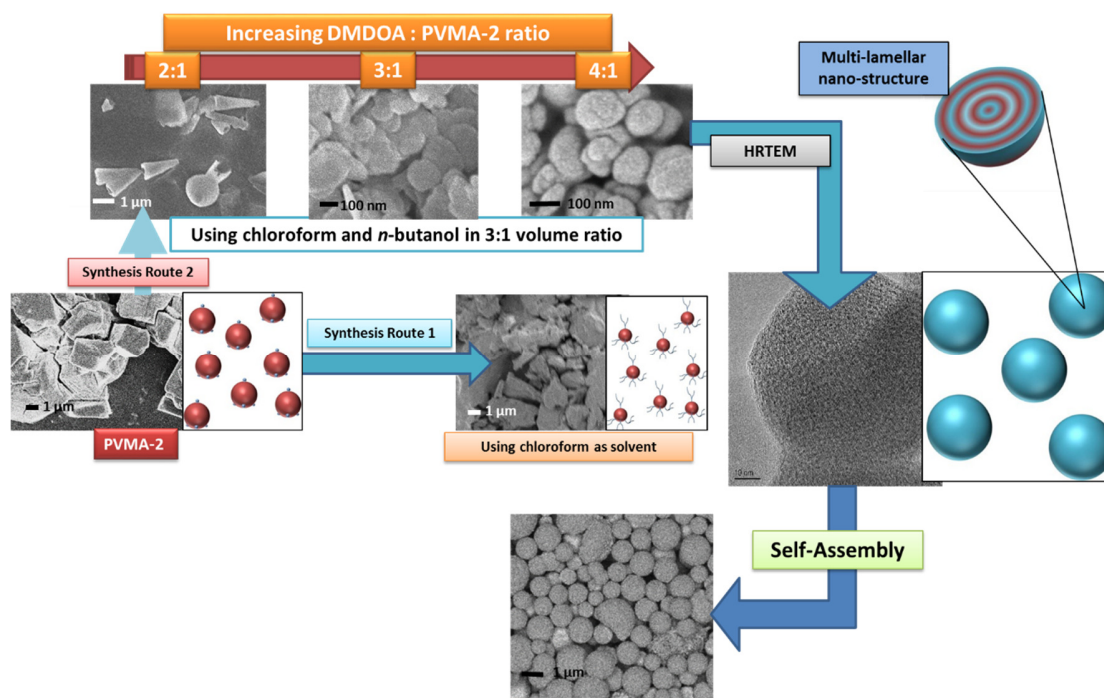 Increasing DMDOA : PVMA-2 ratio
2:1
3:1
4:1
1 μm
100 nm
100 nm
Using chloroform and n-butanol in 3:1 volume ratio
Multi-lamellar
nano-structure
HRTEM
Synthesis Route 2
1 μm
PVMA-2
Synthesis Route 1
1 μm
Using chloroform as solvent
10 nm
Self-Assembly
1 μm